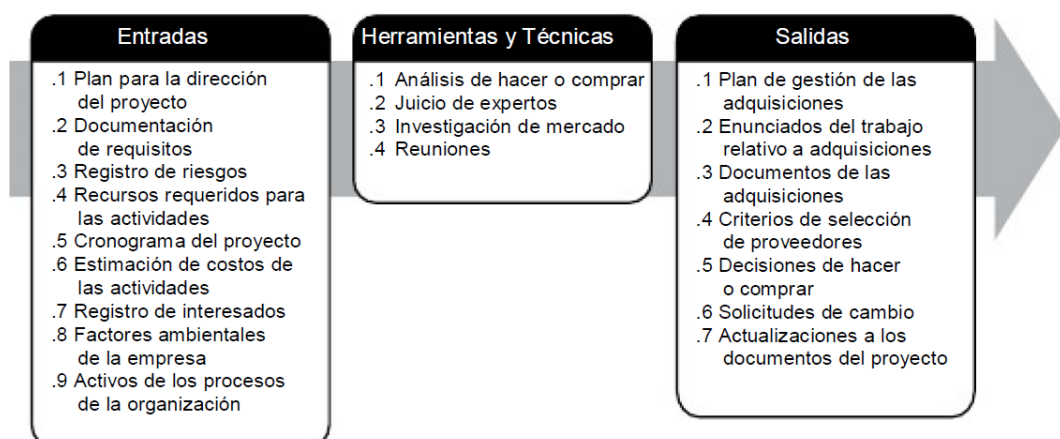 Entradas
.1 Plan para la dirección
del proyecto
.2 Documentación
de requisitos
.3 Registro de riesgos
.4 Recursos requeridos para
las actividades
.5 Cronograma del proyecto
.6 Estimación de costos de
las actividades
.7 Registro de interesados
.8 Factores ambientales
de la empresa
.9 Activos de los procesos
de la organización
Herramientas y Técnicas
.1 Análisis de hacer o comprar
.2 Juicio de expertos
.3 Investigación de mercado
.4 Reuniones
Salidas
.1 Plan de gestión de las
adquisiciones
.2 Enunciados del trabajo
relativo a adquisiciones
.3 Documentos de las
adquisiciones
.4 Criterios de selección
de proveedores
.5 Decisiones de hacer
o comprar
.6 Solicitudes de cambio
.7 Actualizaciones a los
documentos del proyecto